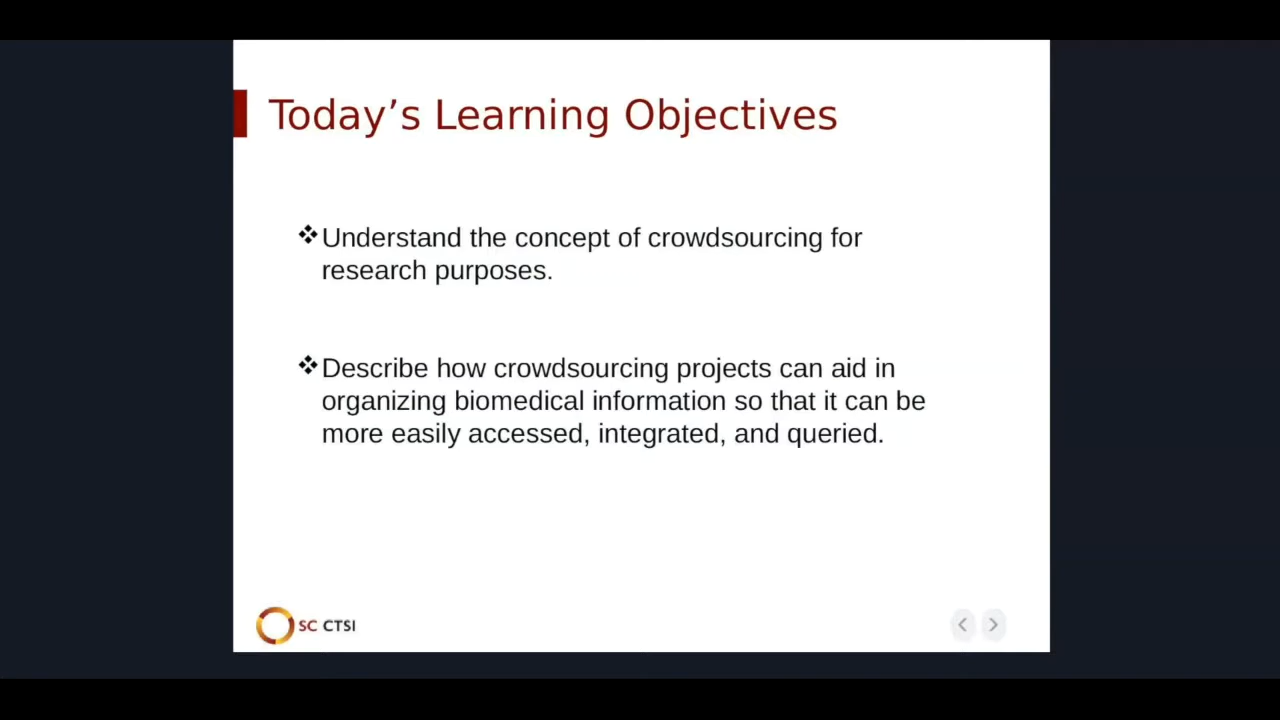 Today’s Learning Objectives
❖Understand the concept of crowdsourcing for
research purposes.
❖Describe how crowdsourcing projects can aid in
organizing biomedical information so that it can be
more easily accessed, integrated, and queried.
SC CTSI